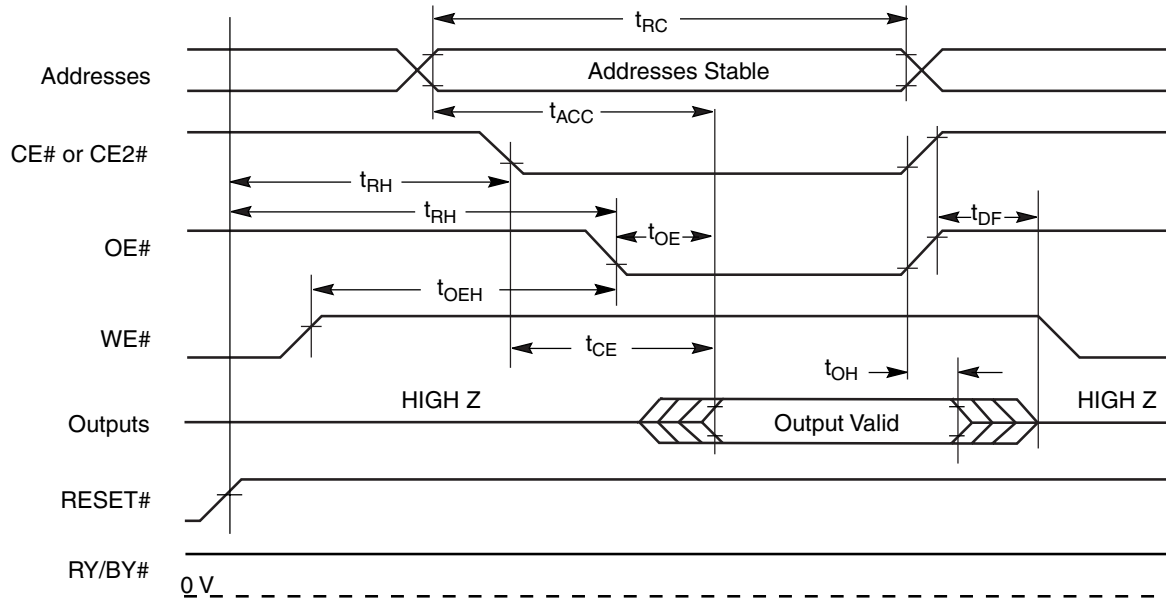 tRC
Addresses
Addresses Stable
tACC
CE# or CE2#
tRH
tRH
tOE
tDF
OE#
tOEH
WE#
tCE
tOH
HIGH Z
HIGH Z
Outputs
Output Valid
RESET#
RY/BY#
0 V